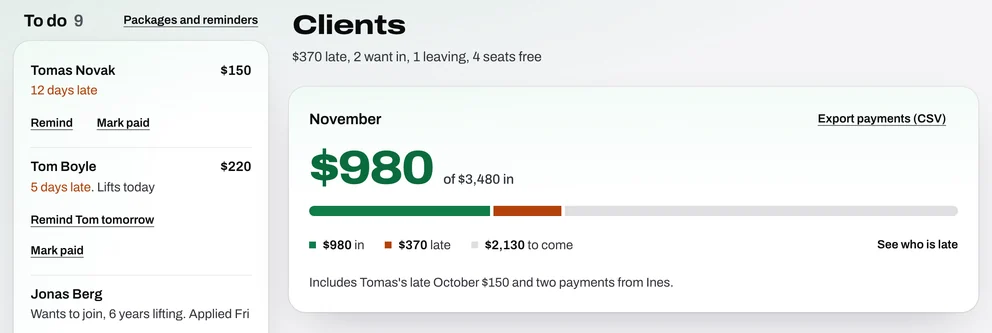 To do 9
Packages and reminders
Tomas Novak $150
12 days late
Remind Mark paid
Tom Boyle $220
5 days late. Lifts today
Remind Tom tomorrow
Mark paid
Jonas Berg
Wants to join, 6 years lifting. Applied Fri
Clients
$370 late, 2 want in, 1 leaving, 4 seats free
November
Export payments (CSV)
$980 of $3,480 in
$980 in $370 late $2,130 to come
See who is late
Includes Tomas's late October $150 and two payments from Ines.